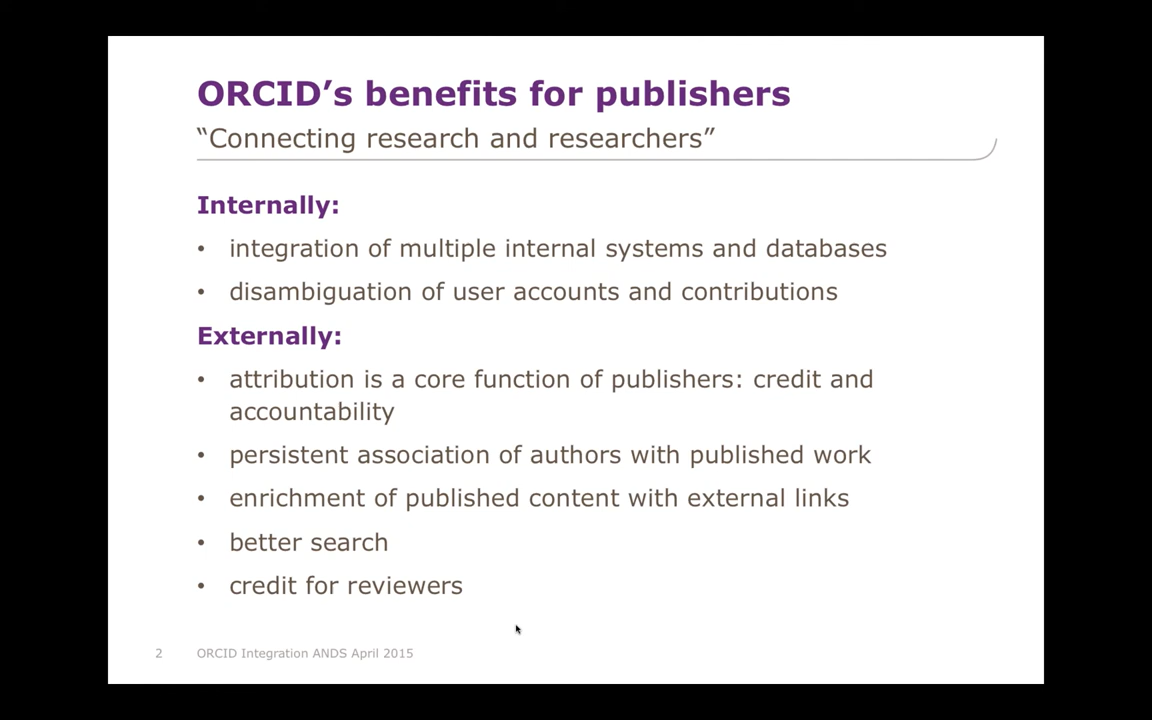 ORCID’s benefits for publishers
“Connecting research and researchers”
Internally:
• integration of multiple internal systems and databases
• disambiguation of user accounts and contributions
Externally:
• attribution is a core function of publishers: credit and
accountability
• persistent association of authors with published work
• enrichment of published content with external links
• better search
• credit for reviewers
2 ORCID Integration ANDS April 2015